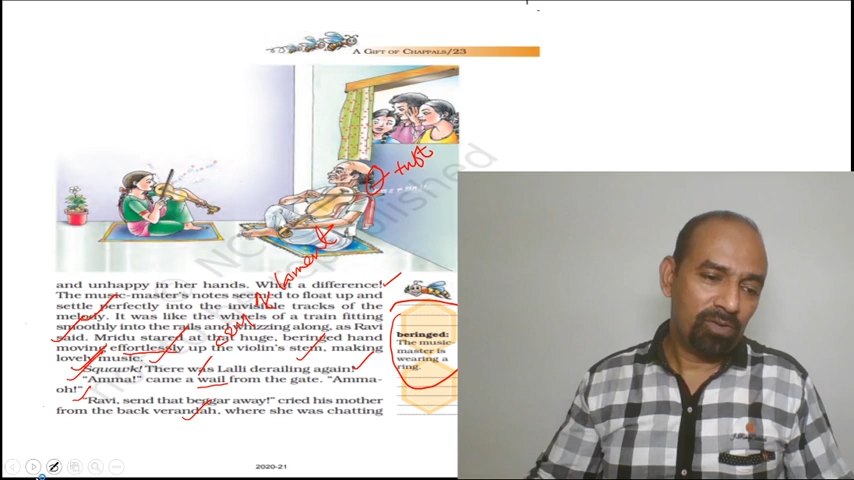 A GIFT OF CHAPPALS/23
tuft
and unhappy in her hands. What a difference!
The music-master's notes seemed to float up and
settle perfectly into the invisible tracks of the
melody. It was like the wheels of a train fitting
smoothly into the rails and whizzing along, as Ravi
said. Mridu stared at that huge, beringed hand
moving effortlessly up the violin's stem, making
lovely music.
Squawk! There was Lalli derailing again!
"Amma!" came a wail from the gate. "Amma-
oh!"
"Ravi, send that beggar away!" cried his mother
from the back verandah, where she was chatting
beringed:
The music-
master is
wearing a
ring.
lament
2020-21